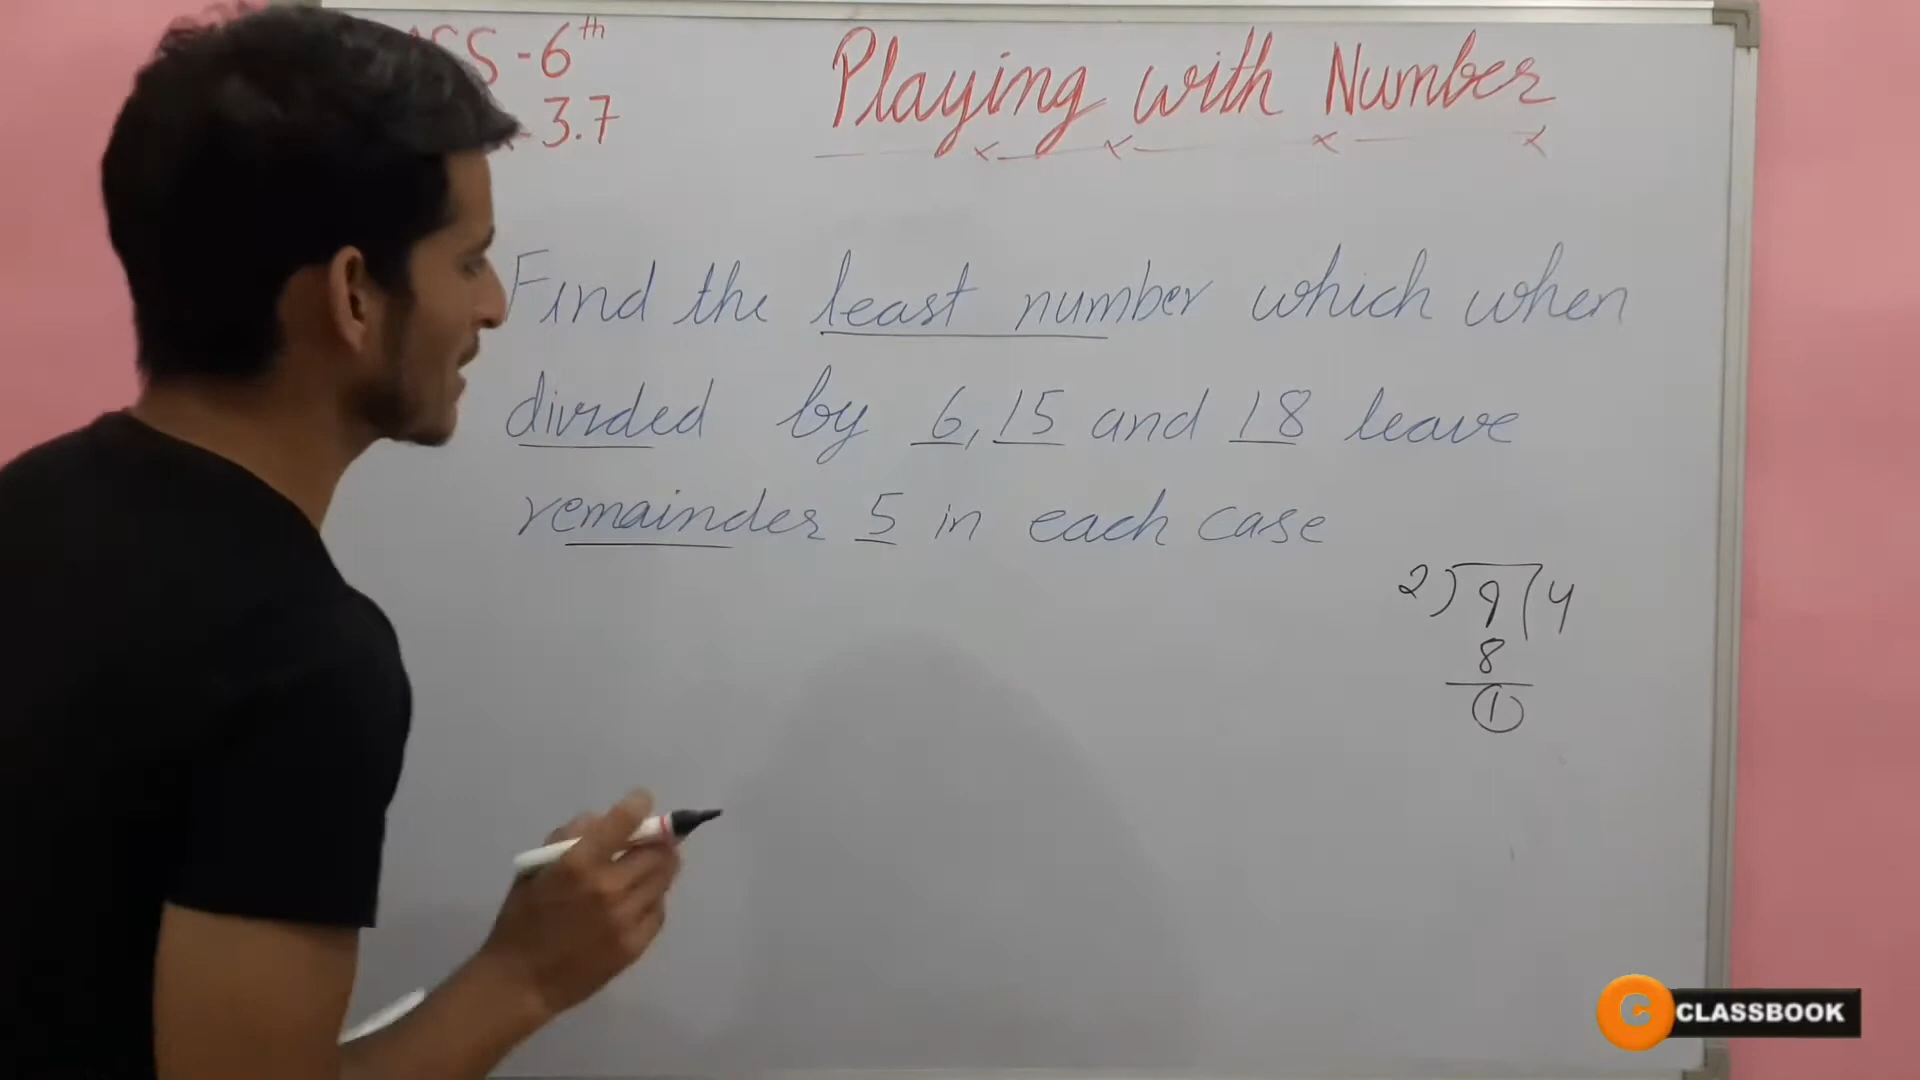 -6th
3.7
Playing with Number
Find the least number which when
divided by 6, 15 and 18 leave
remainder 5 in each case
2) 9 (4
8
1
C CLASSBOOK